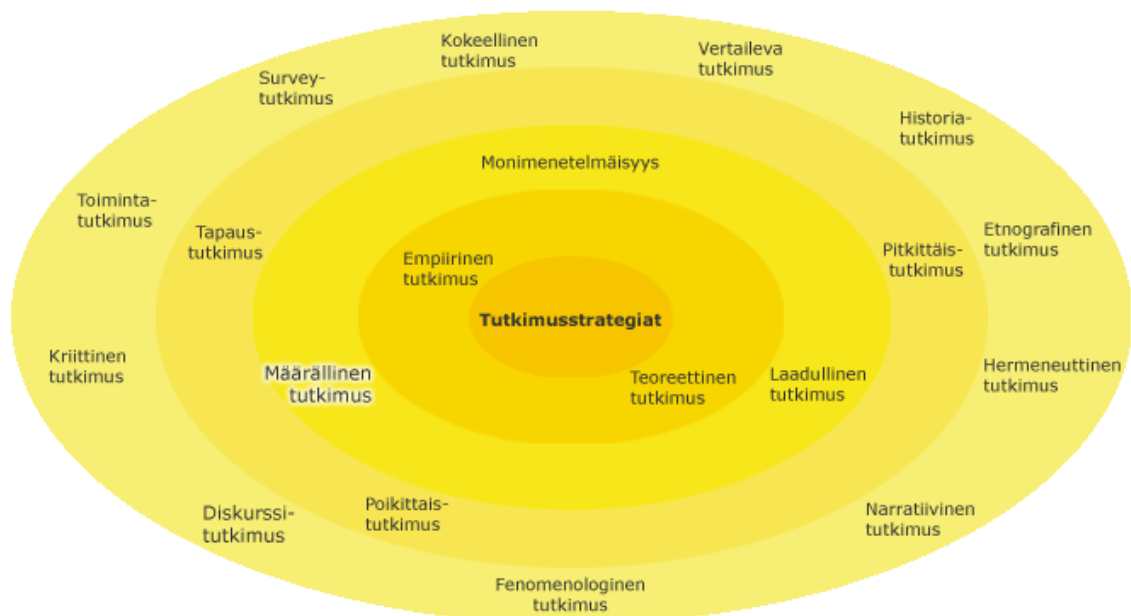 Kokeellinen
tutkimus
Vertaileva
tutkimus
Survey-
tutkimus
Historia-
tutkimus
Monimenetelmäisyys
Toiminta-
tutkimus
Tapaus-
tutkimus
Etnografinen
tutkimus
Pitkittäis-
tutkimus
Empiirinen
tutkimus
Tutkimusstrategiat
Kriittinen
tutkimus
Määrällinen
tutkimus
Teoreettinen
tutkimus
Laadullinen
tutkimus
Hermeneuttinen
tutkimus
Diskurssi-
tutkimus
Poikittais-
tutkimus
Narratiivinen
tutkimus
Fenomenologinen
tutkimus